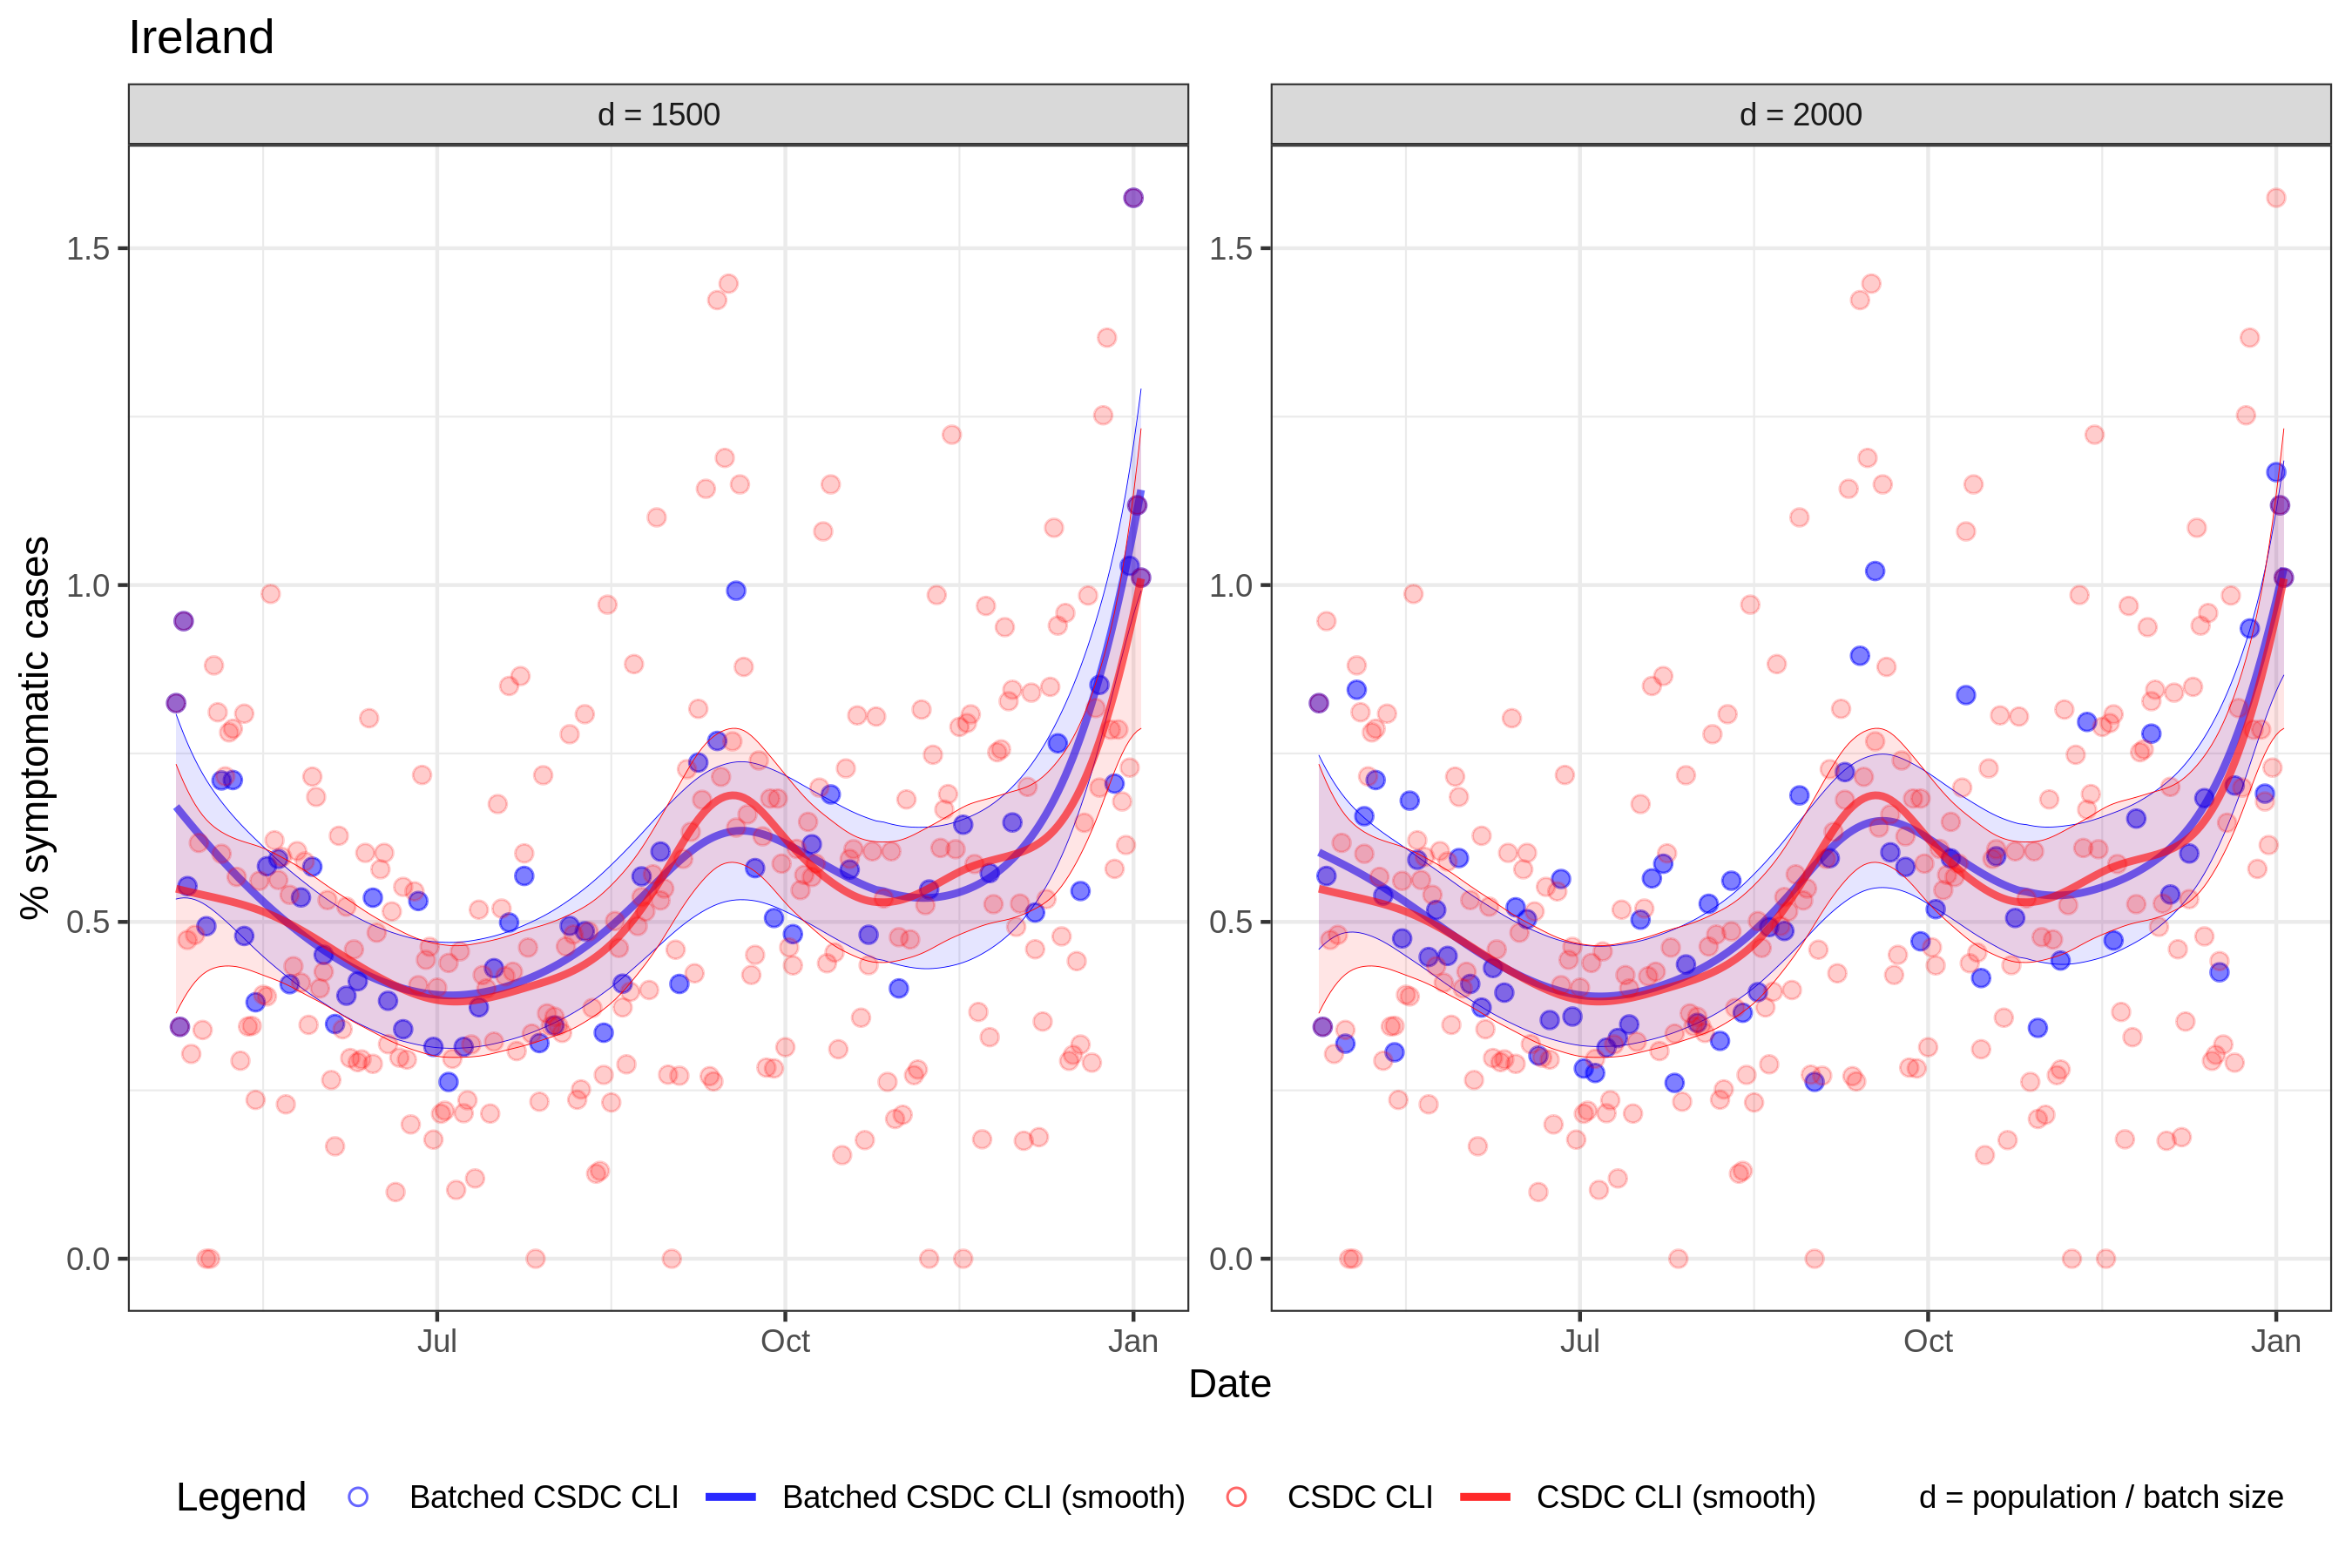 Ireland
d = 1500
d = 2000
% symptomatic cases
1.5
1.0
0.5
0.0
1.5
1.0
0.5
0.0
Jul
Oct
Jan
Jul
Oct
Jan
Date
Legend Batched CSDC CLI Batched CSDC CLI (smooth) CSDC CLI CSDC CLI (smooth) d = population / batch size